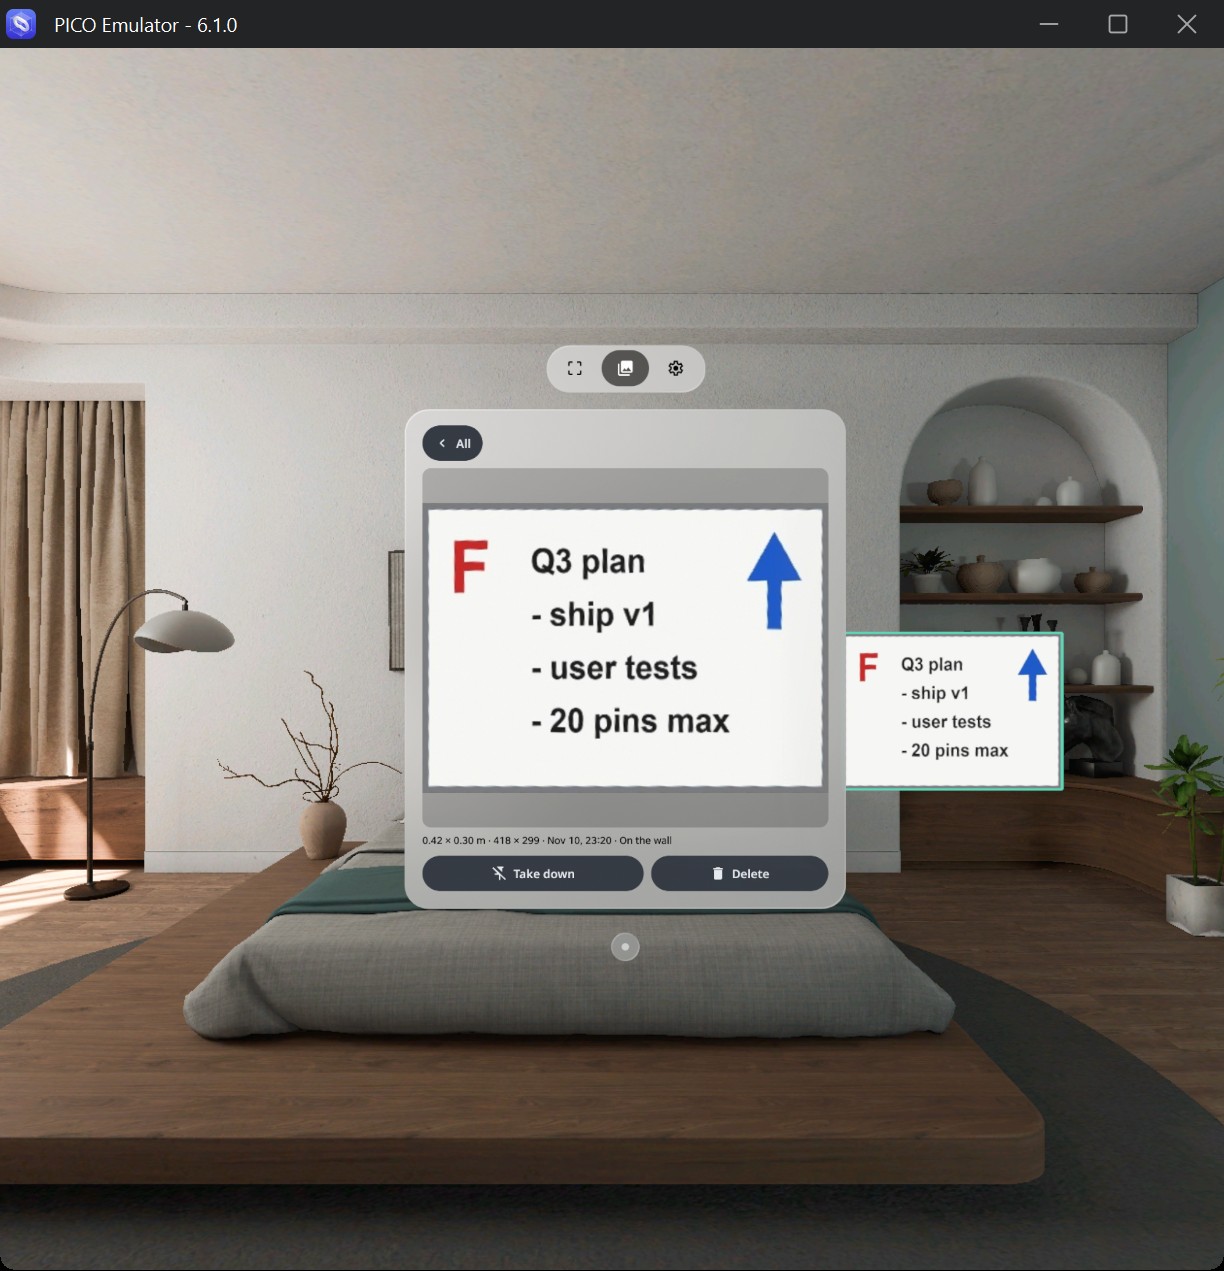 PICO Emulator - 6.1.0
All
F
Q3 plan
- ship v1
- user tests
- 20 pins max
0.42 × 0.30 m · 418 × 299 · Nov 10, 23:20 · On the wall
Take down
Delete
F
Q3 plan
- ship v1
- user tests
- 20 pins max